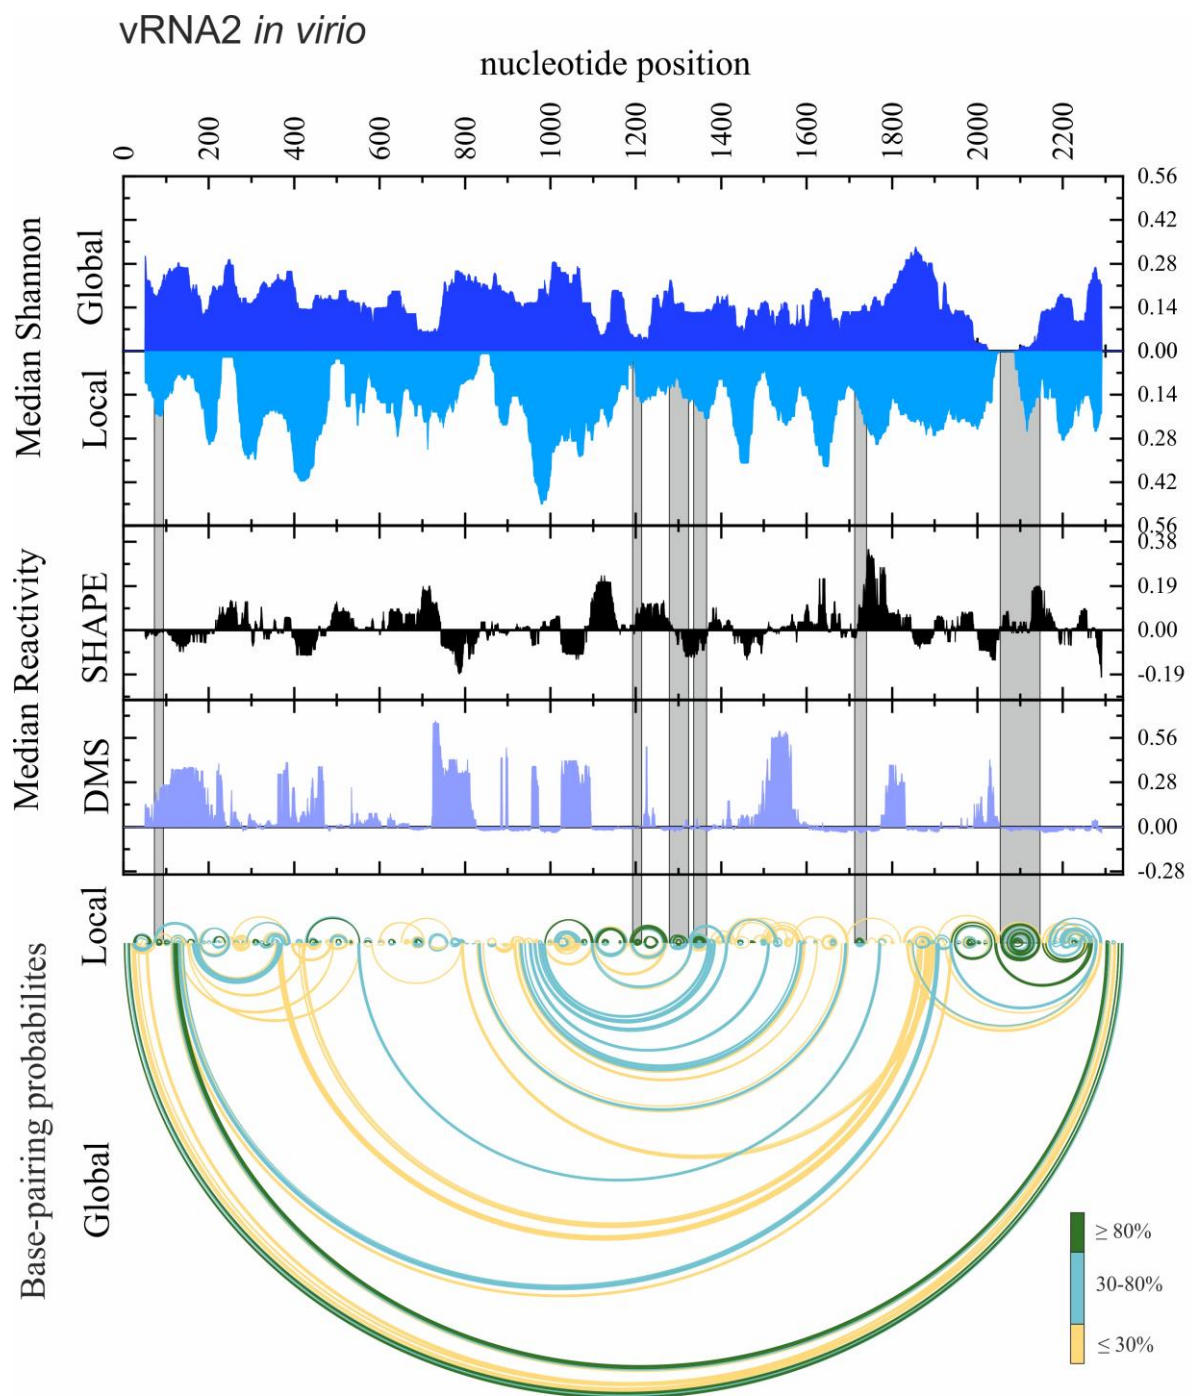 vRNA2 in virio
nucleotide position
0 200 400 600 800 1000 1200 1400 1600 1800 2000 2200
Median Shannon
Global
Local
0.56
0.42
0.28
0.14
0.00
0.14
0.28
0.42
0.56
Median Reactivity
SHAPE
0.38
0.19
0.00
-0.19
DMS
0.56
0.28
0.00
-0.28
Base-pairing probabilites
Local
Global
≥ 80%
30-80%
≤ 30%